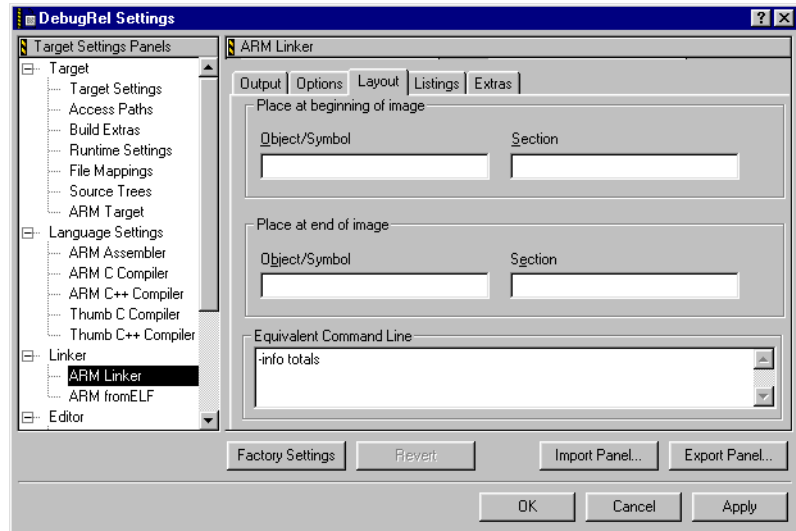 DebugRel Settings
Target Settings Panels
Target
Target Settings
Access Paths
Build Extras
Runtime Settings
File Mappings
Source Trees
ARM Target
Language Settings
ARM Assembler
ARM C Compiler
ARM C++ Compiler
Thumb C Compiler
Thumb C++ Compiler
Linker
ARM Linker
ARM fromELF
Editor
ARM Linker
Output Options Layout Listings Extras
Place at beginning of image
Object/Symbol Section
Place at end of image
Object/Symbol Section
Equivalent Command Line
-info totals
Factory Settings Revert Import Panel... Export Panel...
OK Cancel Apply